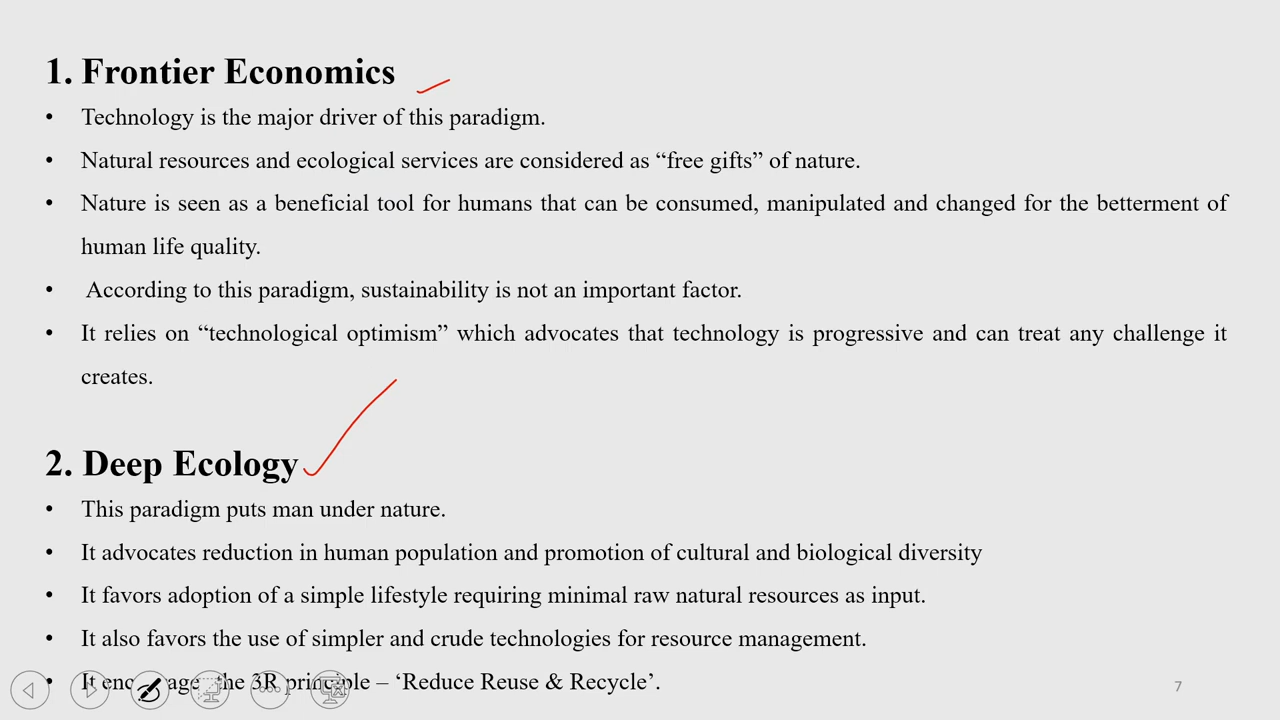 1. Frontier Economics
• Technology is the major driver of this paradigm.
• Natural resources and ecological services are considered as “free gifts” of nature.
• Nature is seen as a beneficial tool for humans that can be consumed, manipulated and changed for the betterment of
human life quality.
• According to this paradigm, sustainability is not an important factor.
• It relies on “technological optimism” which advocates that technology is progressive and can treat any challenge it
creates.
2. Deep Ecology
• This paradigm puts man under nature.
• It advocates reduction in human population and promotion of cultural and biological diversity
• It favors adoption of a simple lifestyle requiring minimal raw natural resources as input.
• It also favors the use of simpler and crude technologies for resource management.
• It the 3R principle – ‘Reduce Reuse & Recycle’.
7